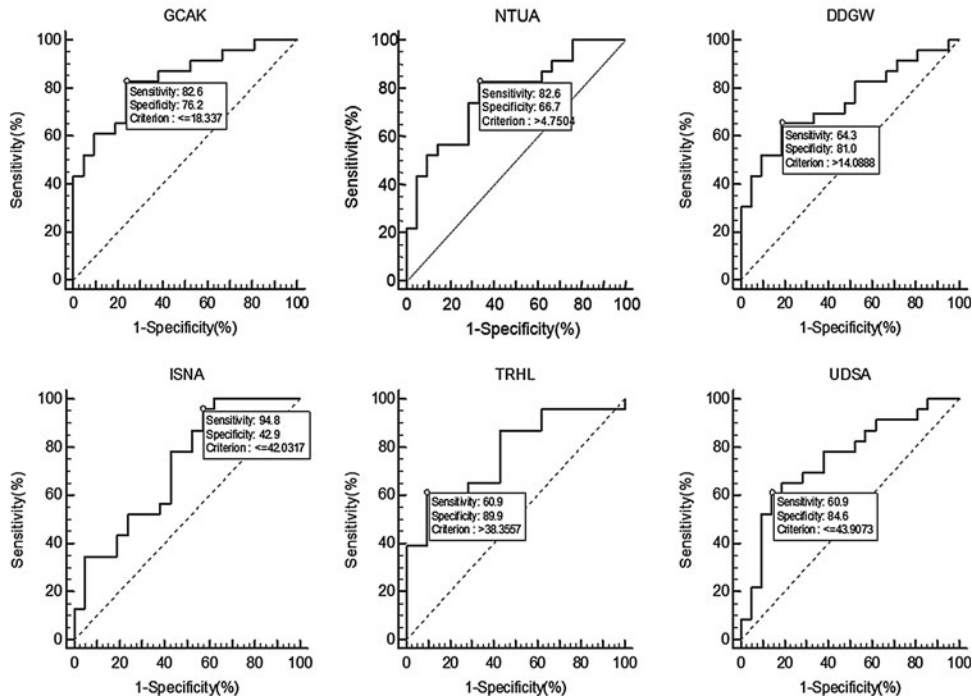 GCAK
100
80
60
40
20
0
Sensitivity(%)
Sensitivity: 82.6
Specificity: 76.2
Criterion : <=18.337
0 20 40 60 80 100
1-Specificity(%)
NTUA
100
80
60
40
20
0
Sensitivity(%)
Sensitivity: 82.6
Specificity: 66.7
Criterion : >4.7504
0 20 40 60 80 100
1-Specificity(%)
DDGW
100
80
60
40
20
0
Sensitivity(%)
Sensitivity: 64.3
Specificity: 81.0
Criterion : >14.0888
0 20 40 60 80 100
1-Specificity(%)
ISNA
100
80
60
40
20
0
Sensitivity(%)
Sensitivity: 94.8
Specificity: 42.9
Criterion : <=42.0317
0 20 40 60 80 100
1-Specificity(%)
TRHL
100
80
60
40
20
0
Sensitivity(%)
Sensitivity: 60.9
Specificity: 89.9
Criterion : >38.3557
0 20 40 60 80 100
1-Specificity(%)
UDSA
100
80
60
40
20
0
Sensitivity(%)
Sensitivity: 60.9
Specificity: 84.6
Criterion : <=43.9073
0 20 40 60 80 100
1-Specificity(%)